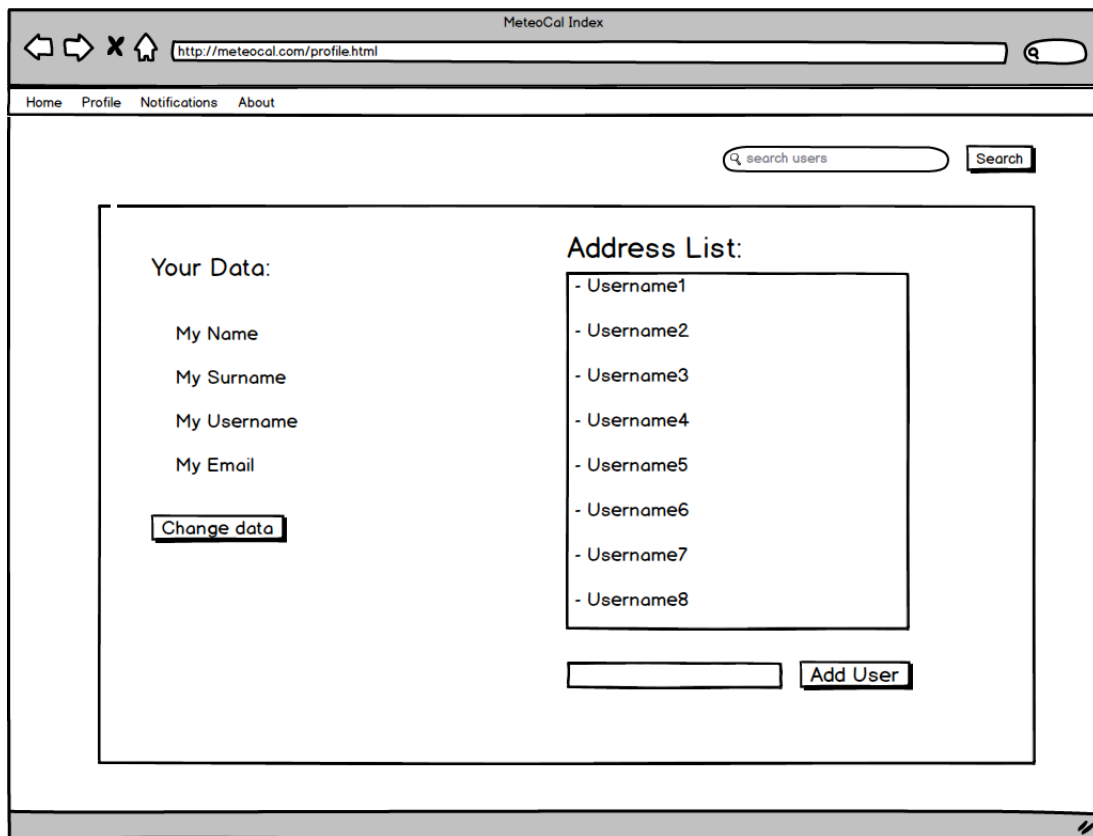 MeteoCal Index
http://meteocal.com/profile.html
Home Profile Notifications About
search users Search
Your Data:
My Name
My Surname
My Username
My Email
Change data
Address List:
- Username1
- Username2
- Username3
- Username4
- Username5
- Username6
- Username7
- Username8
Add User